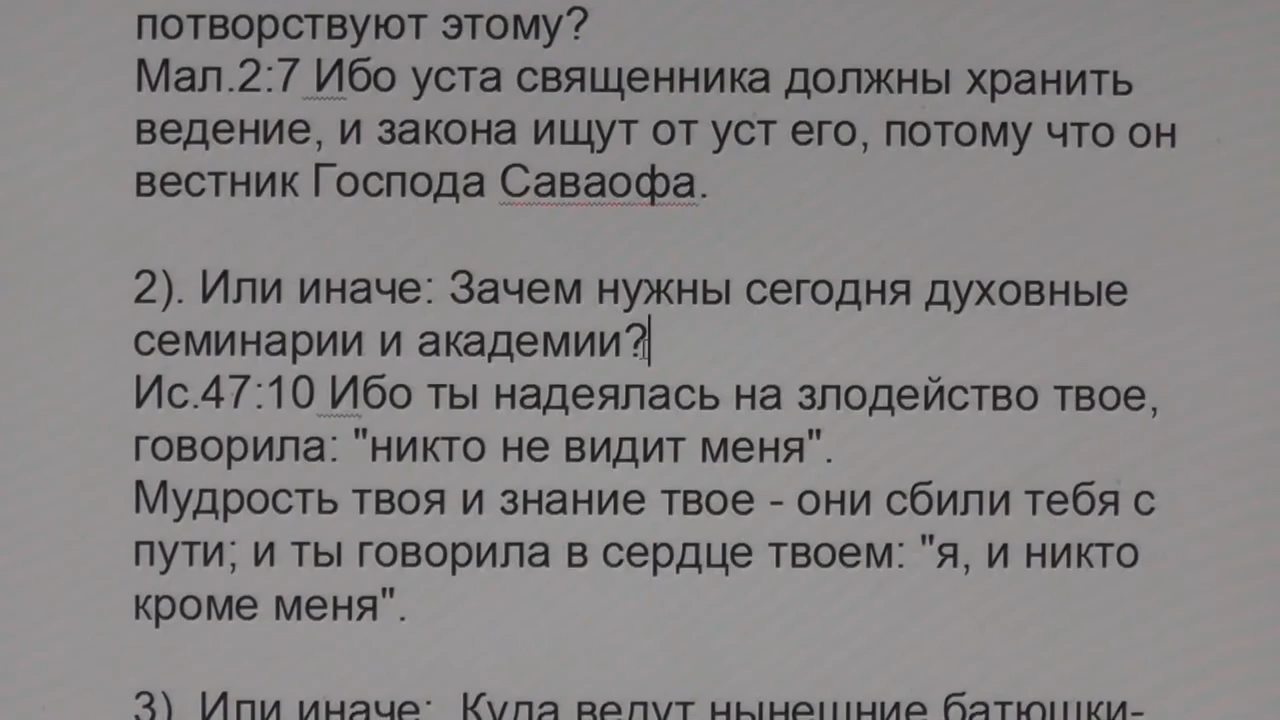 потворствуют этому?
Мал.2:7 Ибо уста священника должны хранить
ведение, и закона ищут от уст его, потому что он
вестник Господа Саваофа.
2). Или иначе: Зачем нужны сегодня духовные
семинарии и академии?
Ис.47:10 Ибо ты надеялась на злодейство твое,
говорила: "никто не видит меня".
Мудрость твоя и знание твое - они сбили тебя с
пути; и ты говорила в сердце твоем: "я, и никто
кроме меня".
3). Или иначе: Куда ведут нынешние батюшки-